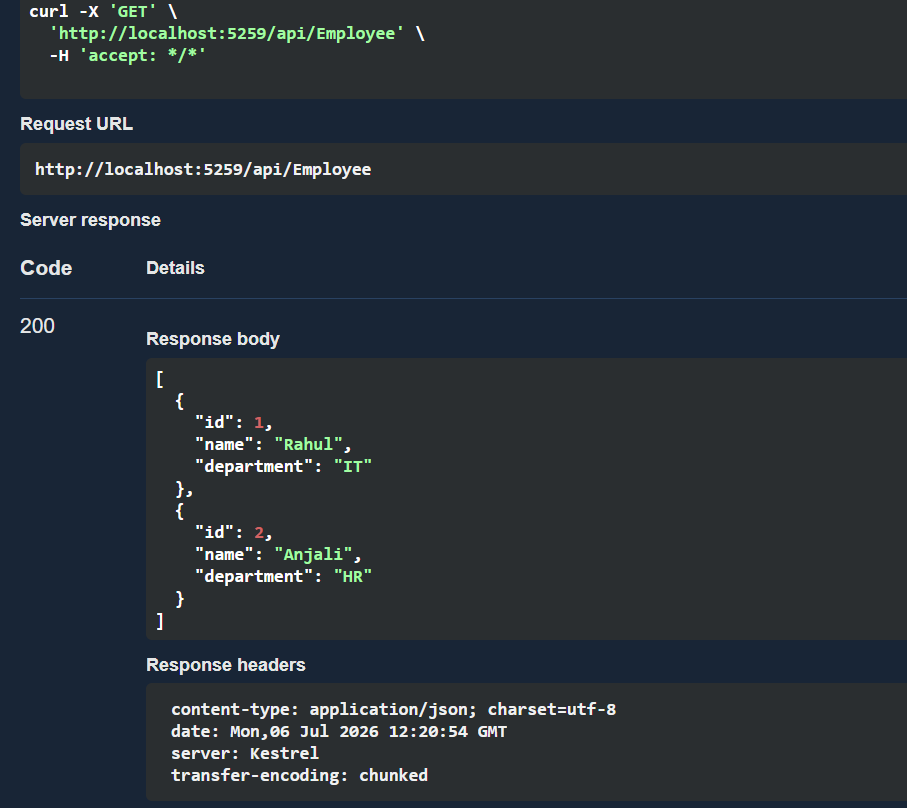 curl -X 'GET' \
  'http://localhost:5259/api/Employee' \
  -H 'accept: */*'
Request URL
http://localhost:5259/api/Employee
Server response
Code Details
200
Response body
[
  {
    "id": 1,
    "name": "Rahul",
    "department": "IT"
  },
  {
    "id": 2,
    "name": "Anjali",
    "department": "HR"
  }
]
Response headers
content-type: application/json; charset=utf-8
date: Mon,06 Jul 2026 12:20:54 GMT
server: Kestrel
transfer-encoding: chunked